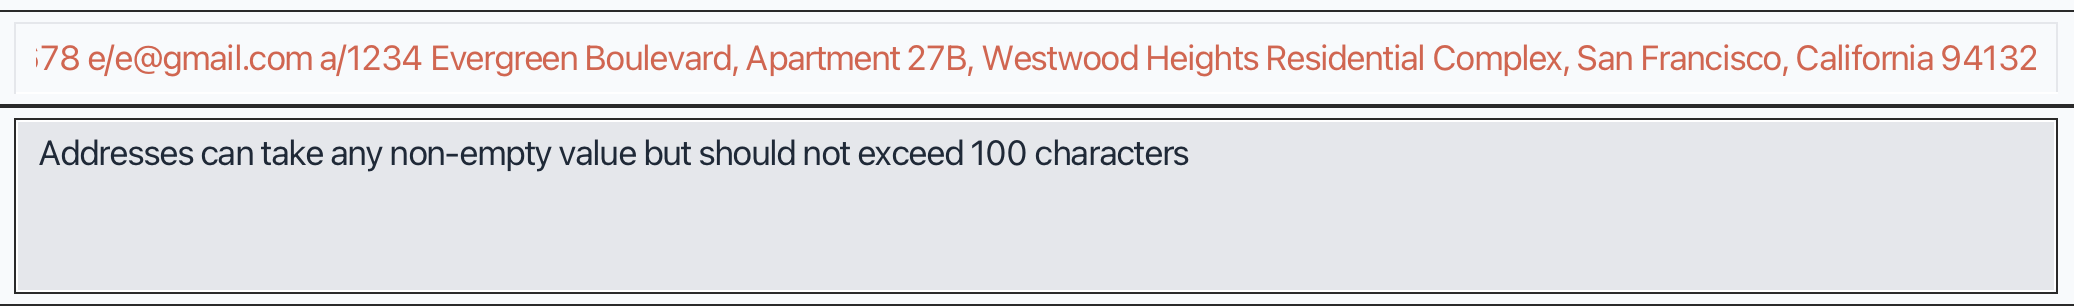 78 e/e@gmail.com a/1234 Evergreen Boulevard, Apartment 27B, Westwood Heights Residential Complex, San Francisco, California 94132
Addresses can take any non-empty value but should not exceed 100 characters